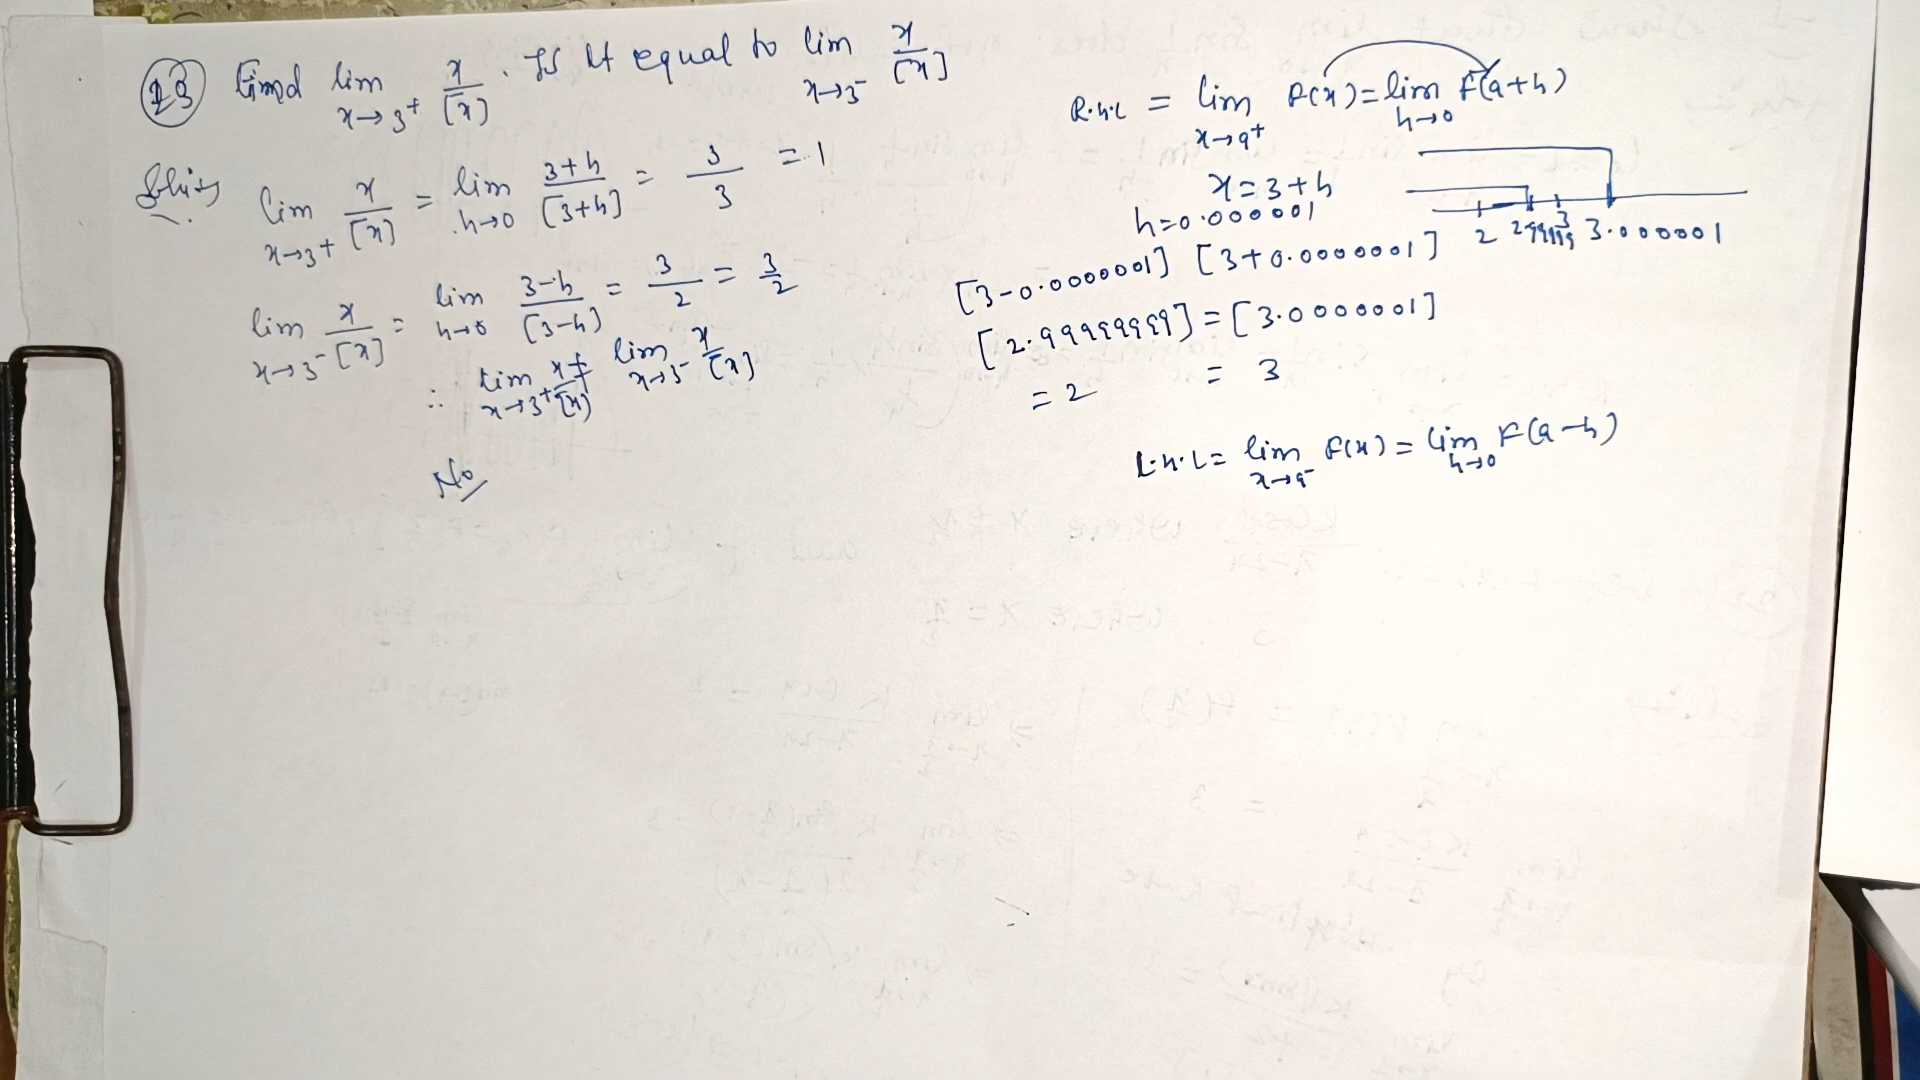 23 Find lim x→3+ x/[x]. Is it equal to lim x→3- x/[x]
Soln:
lim x→3+ x/[x] = lim h→0 3+h/[3+h] = 3/3 = 1
lim x→3- x/[x] = lim h→0 3-h/[3-h] = 3/2 = 3/2
∴ lim x→3+ x/[x] ≠ lim x→3- x/[x]
No
R.h.L = lim x→a+ F(x) = lim h→0 F(a+h)
x=3+h
h=0.000001
2 2.9999 3 3.000001
[3-0.0000001] [3+0.0000001]
[2.99999999] = [3.0000001]
= 2 = 3
L.h.L = lim x→a- F(x) = lim h→0 F(a-h)